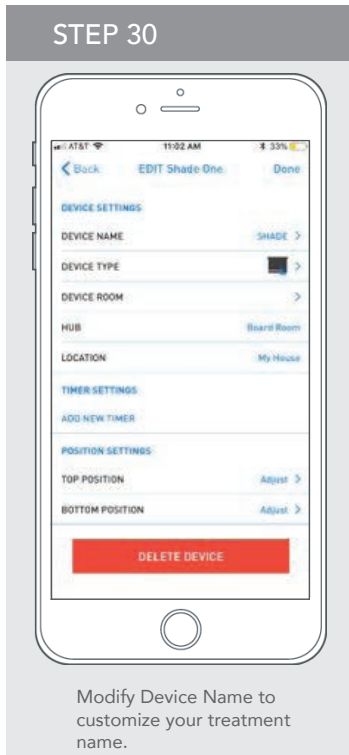 STEP 30
AT&T 11:02 AM 33%
Back EDIT Shade One Done
DEVICE SETTINGS
DEVICE NAME SHADE >
DEVICE TYPE >
DEVICE ROOM >
HUB Board Room
LOCATION My House
TIMER SETTINGS
ADD NEW TIMER
POSITION SETTINGS
TOP POSITION Adjust >
BOTTOM POSITION Adjust >
DELETE DEVICE
Modify Device Name to
customize your treatment
name.